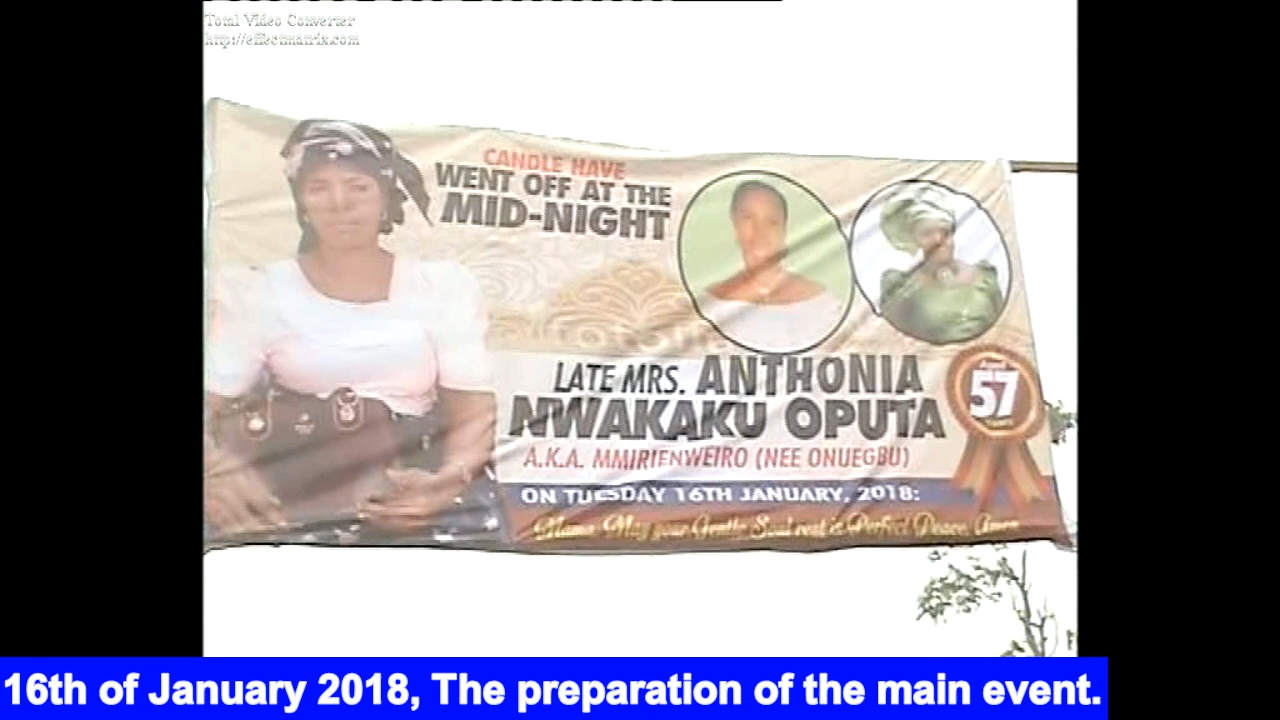 Total Video Converter
http://effectmatrix.com
CANDLE HAVE
WENT OFF AT THE
MID-NIGHT
LATE MRS. ANTHONIA
NWAKAKU OPUTA
A.K.A. MMIRIENWEIRO (NEE ONUEGBU)
57
ON TUESDAY 16TH JANUARY, 2018:
Mama May your Gentle Soul rest in Perfect Peace, Amen
16th of January 2018, The preparation of the main event.